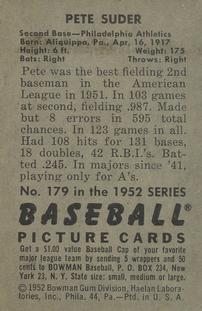 PETE SUDER
Second Base—Philadelphia Athletics
Born: Aliquippa, Pa., Apr. 16, 1917
Height: 6 ft. Weight: 175
Bats: Right Throws: Right
Pete was the best fielding 2nd
baseman in the American
League in 1951. In 103 games
at second, fielding .987. Made
but 8 errors in 595 total
chances. In 123 games in all.
Had 108 hits for 131 bases,
18 doubles, 42 R.B.I.'s. Bat-
ted .245. In majors since '41,
playing only for A's.
No. 179 in the 1952 SERIES
BASEBALL®
PICTURE CARDS
Get a $1.00 value Baseball Cap of your favorite
major league team by sending 5 wrappers and 50
cents to BOWMAN Baseball, P. O. BOX 234, New
York 23, N. Y. State size: small, medium or large.
©1952 Bowman Gum Division, Haelan Labora-
tories, Inc., Phila. 44, Pa.—Ptd. in U. S. A.